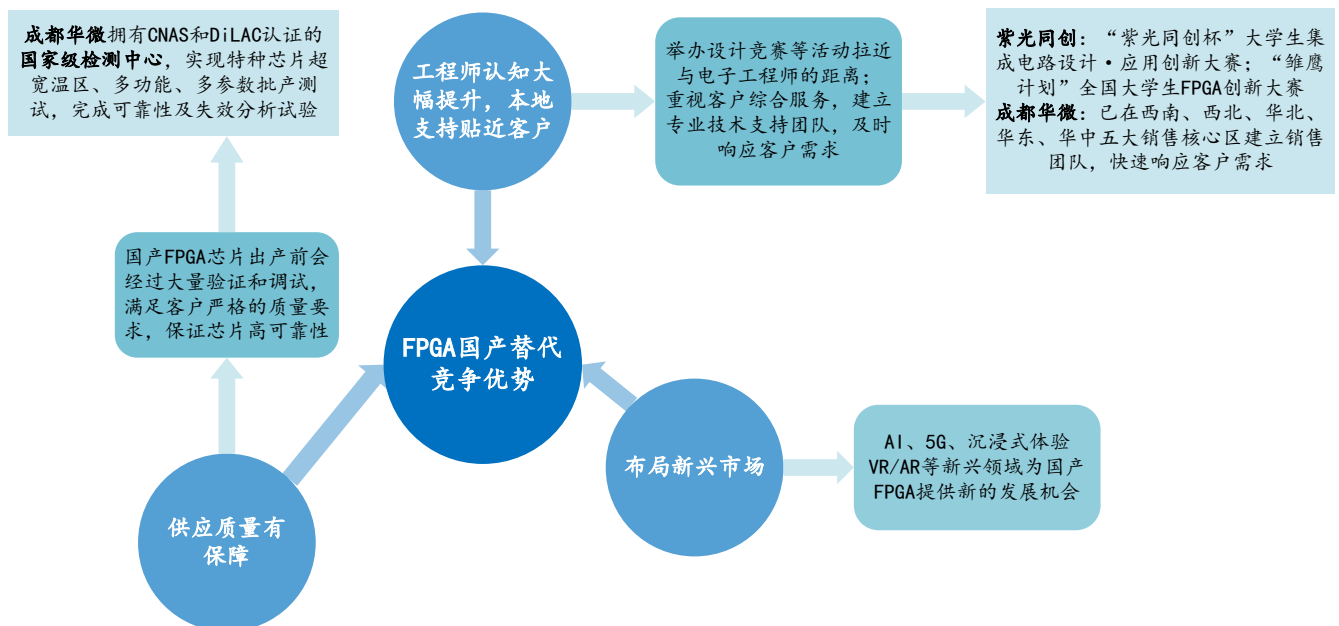 成都华微拥有CNAS和DiLAC认证的
国家级检测中心，实现特种芯片超
宽温区、多功能、多参数批产测
试，完成可靠性及失效分析试验
工程师认知大
幅提升，本地
支持贴近客户
举办设计竞赛等活动拉近
与电子工程师的距离；
重视客户综合服务，建立
专业技术支持团队，及时
响应客户需求
紫光同创：“紫光同创杯”大学生集
成电路设计·应用创新大赛；“雏鹰
计划”全国大学生FPGA创新大赛
成都华微：已在西南、西北、华北、
华东、华中五大销售核心区建立销售
团队，快速响应客户需求
国产FPGA芯片出产前会
经过大量验证和调试，
满足客户严格的质量要
求，保证芯片高可靠性
FPGA国产替代
竞争优势
布局新兴市场
AI、5G、沉浸式体验
VR/AR等新兴领域为国产
FPGA提供新的发展机会
供应质量有
保障